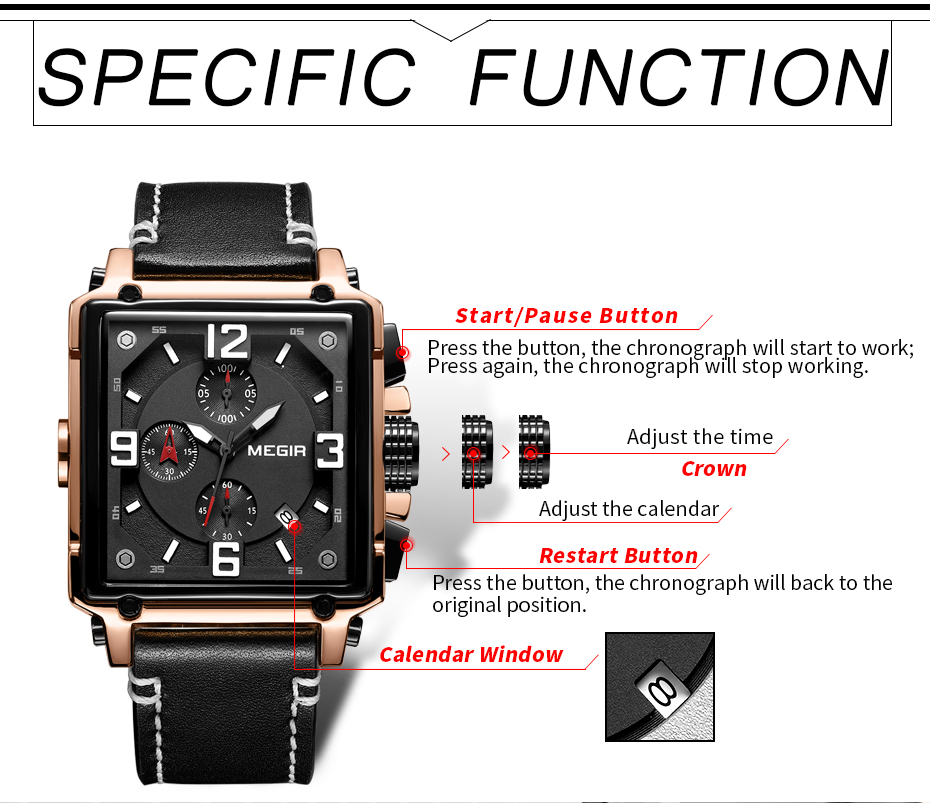 SPECIFIC FUNCTION
Start/Pause Button
Press the button, the chronograph will start to work;
Press again, the chronograph will stop working.
Adjust the time
Crown
Adjust the calendar
Restart Button
Press the button, the chronograph will back to the
original position.
Calendar Window
55
12
05
05
100
05 05
100
10
9
60
45 15
30
MEGIR
3
40
60
45 15
30
8
20
35
6
25
8